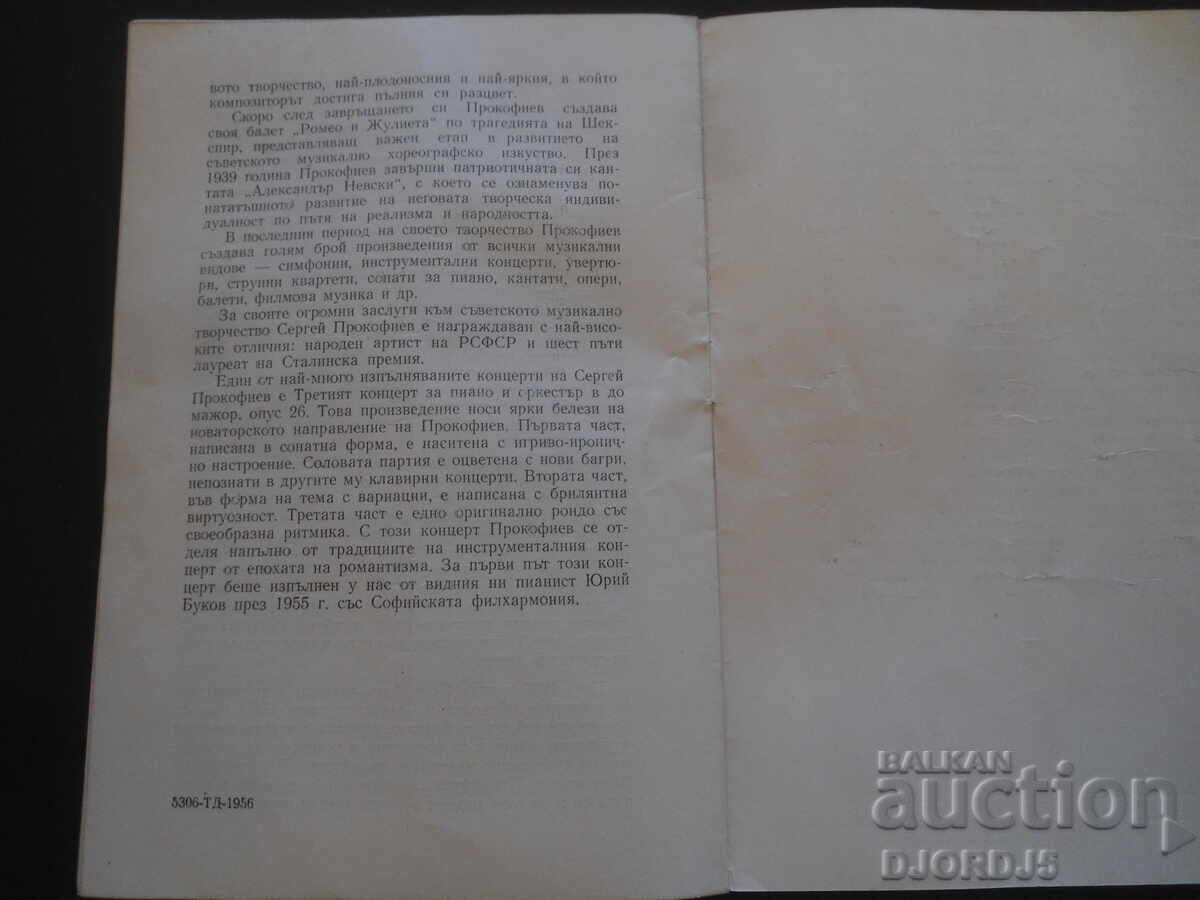 вото творчество, най-плодоносния и най-яркия, в който
композиторът достига пълния си разцвет.
Скоро след завръщането си Прокофиев създава
своя балет „Ромео и Жулиета“ по трагедията на Шек-
спир, представляващ важен етап в развитието на
съветското музикално хореографско изкуство. През
1939 година Прокофиев завърши патриотичната си кан-
тата „Александър Невски“, с което се ознаменува по-
нататъшното развитие на неговата творческа индиви-
дуалност по пътя на реализма и народността.
В последния период на своето творчество Прокофиев
създава голям брой произведения от всички музикални
видове — симфонии, инструментални концерти, увертю-
ри, струнни квартети, сонати за пиано, кантати, опери,
балети, филмова музика и др.
За своите огромни заслуги към съветското музикално
творчество Сергей Прокофиев е награждаван с най-висо-
ките отличия: народен артист на РСФСР и шест пъти
лауреат на Сталинска премия.
Един от най-много изпълняваните концерти на Сергей
Прокофиев е Третият концерт за пиано и оркестър в до
мажор, опус 26. Това произведение носи ярки белези на
новаторското направление на Прокофиев. Първата част,
написана в сонатна форма, е наситена с игриво-иронич-
но настроение. Соловата партия е оцветена с нови багри,
непознати в другите му клавирни концерти. Втората част,
във форма на тема с вариации, е написана с брилянтна
виртуозност. Третата част е едно оригинално рондо със
своеобразна ритмика. С този концерт Прокофиев се от-
деля напълно от традициите на инструменталния кон-
церт от епохата на романтизма. За първи път този кон-
церт беше изпълнен у нас от видния ни пианист Юрий
Буков през 1955 г. със Софийската филхармония.
5306-ТД-1956
BALKAN
auction
DJORDJ5